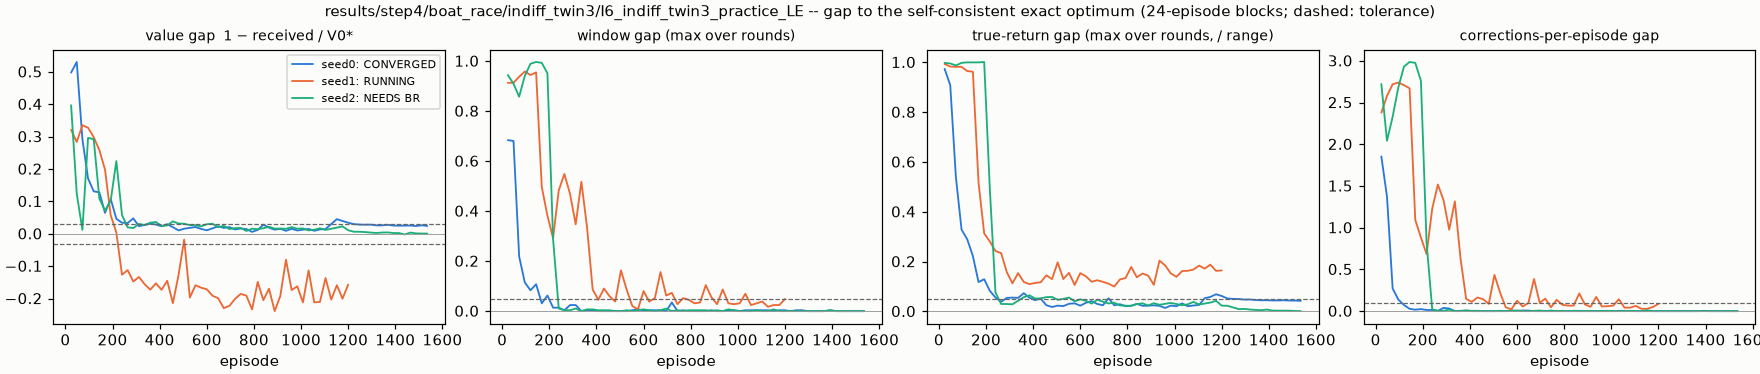 results/step4/boat_race/indiff_twin3/l6_indiff_twin3_practice_LE -- gap to the self-consistent exact optimum (24-episode blocks; dashed: tolerance)
value gap  1 − received / V0*
window gap (max over rounds)
true-return gap (max over rounds, / range)
corrections-per-episode gap
seed0: CONVERGED
seed1: RUNNING
seed2: NEEDS BR
0.5
0.4
0.3
0.2
0.1
0.0
−0.1
−0.2
1.0
0.8
0.6
0.4
0.2
0.0
1.0
0.8
0.6
0.4
0.2
0.0
3.0
2.5
2.0
1.5
1.0
0.5
0.0
0 200 400 600 800 1000 1200 1400 1600
0 200 400 600 800 1000 1200 1400 1600
0 200 400 600 800 1000 1200 1400 1600
0 200 400 600 800 1000 1200 1400 160
episode
episode
episode
episode